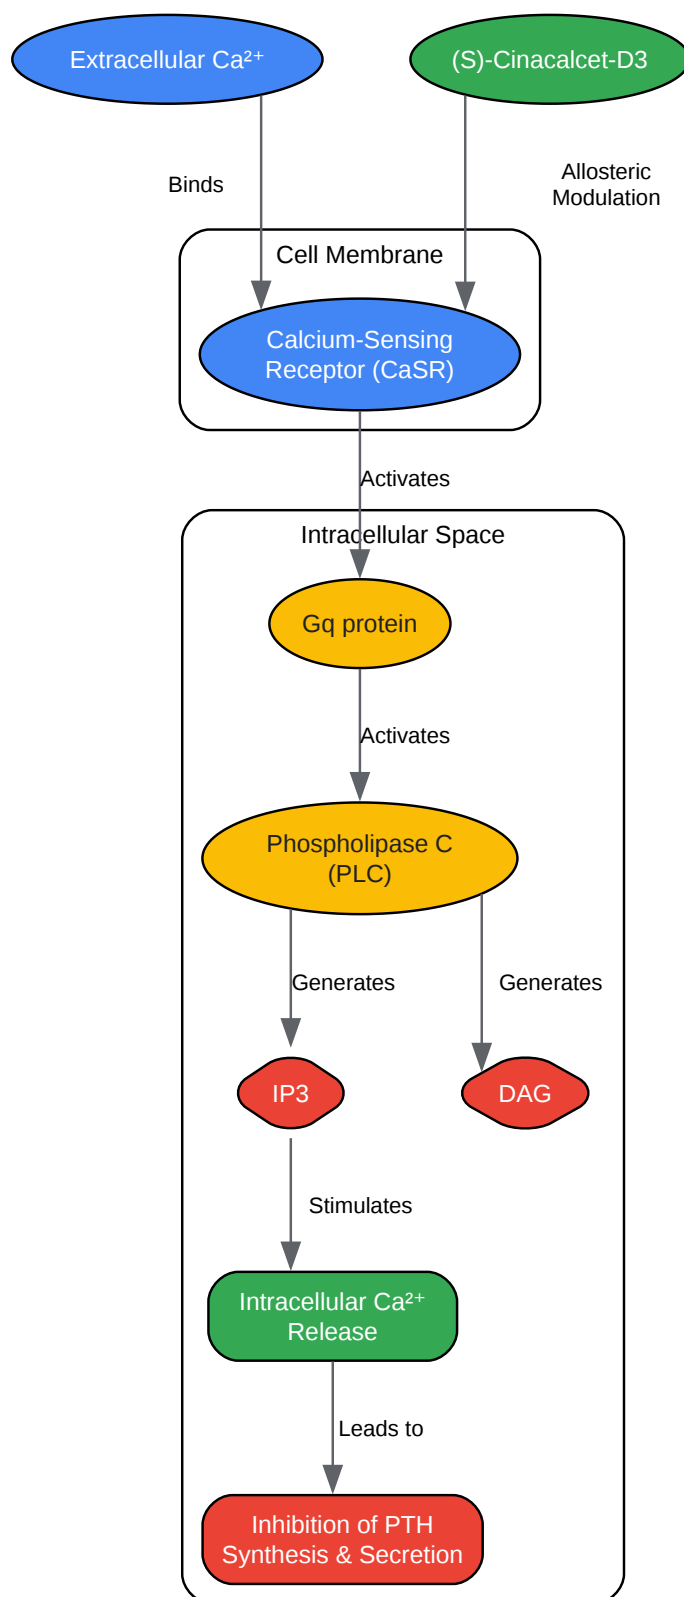 Extracellular Ca²⁺
(S)-Cinacalcet-D3
Binds
Allosteric
Modulation
Cell Membrane
Calcium-Sensing
Receptor (CaSR)
Activates
Intracellular Space
Gq protein
Activates
Phospholipase C
(PLC)
Generates
Generates
IP3
DAG
Stimulates
Intracellular Ca²⁺
Release
Leads to
Inhibition of PTH
Synthesis & Secretion